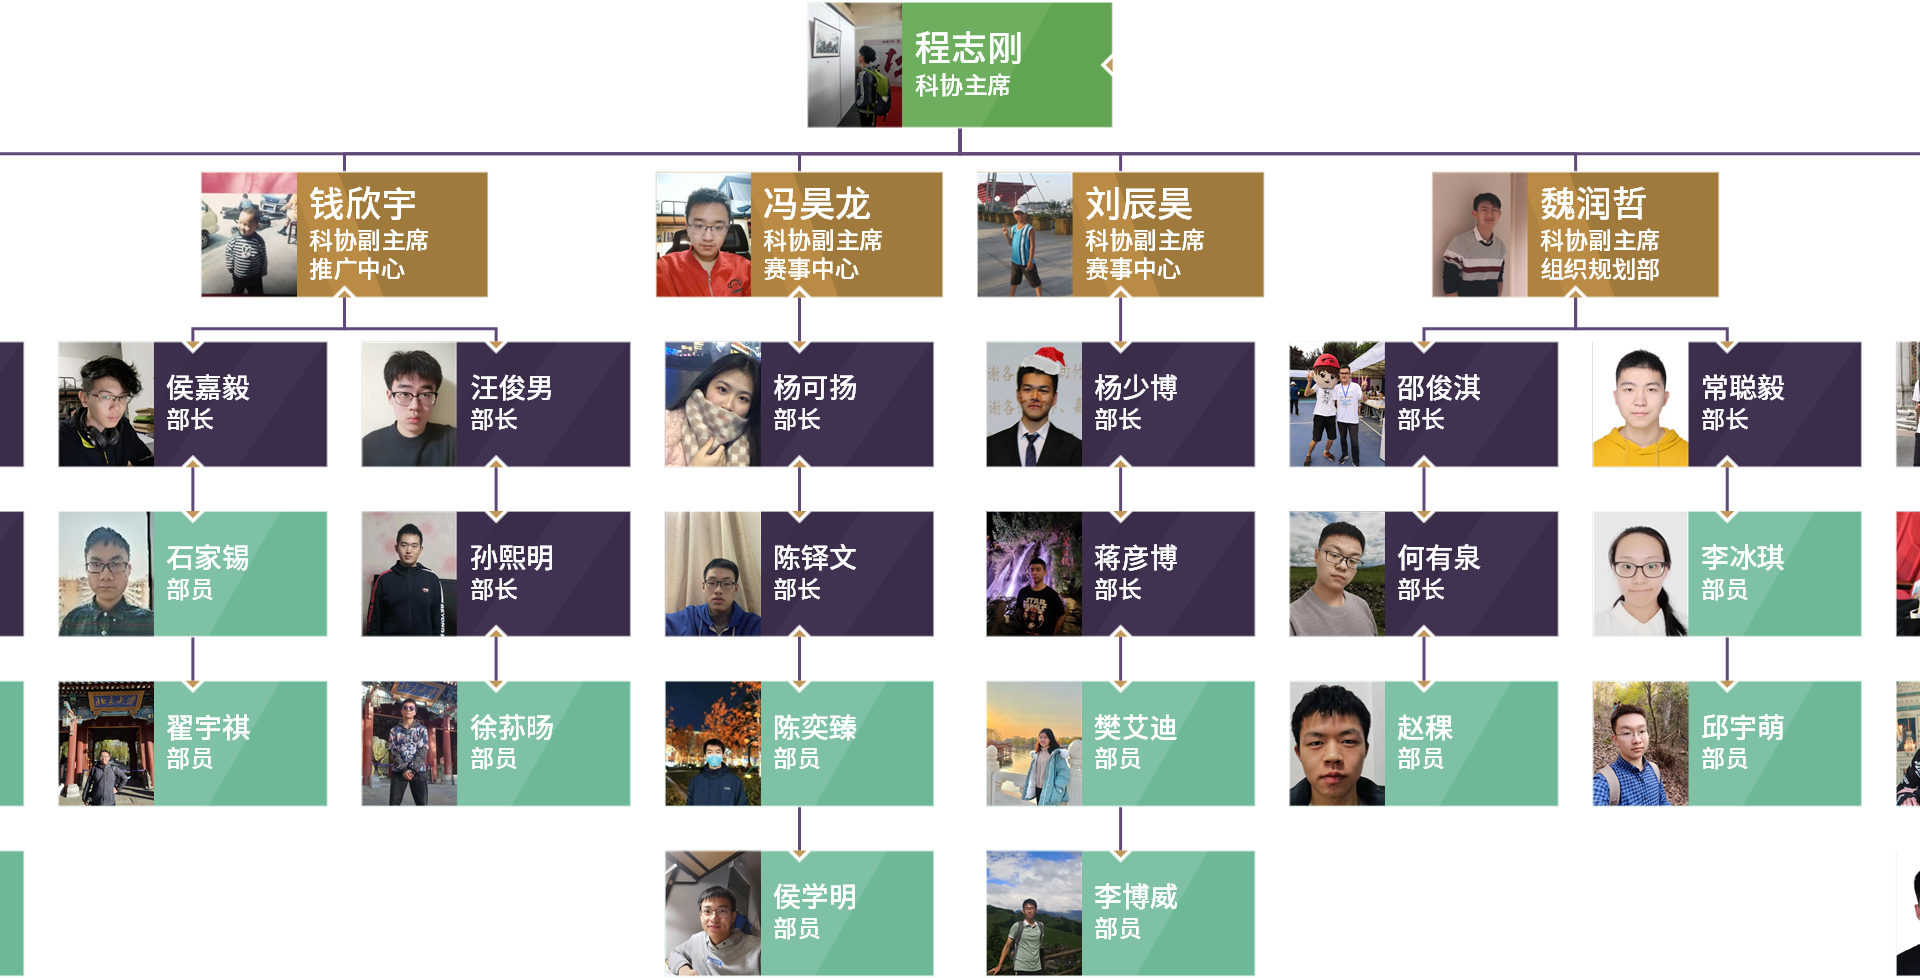 程志刚
科协主席
钱欣宇
科协副主席
推广中心
冯昊龙
科协副主席
赛事中心
刘辰昊
科协副主席
赛事中心
魏润哲
科协副主席
组织规划部
侯嘉毅
部长
汪俊男
部长
杨可扬
部长
杨少博
部长
邵俊淇
部长
常聪毅
部长
石家锡
部员
孙熙明
部长
陈铎文
部长
蒋彦博
部长
何有泉
部长
李冰琪
部员
翟宇祺
部员
徐荪旸
部员
陈奕臻
部员
樊艾迪
部员
赵稞
部员
邱宇萌
部员
侯学明
部员
李博威
部员